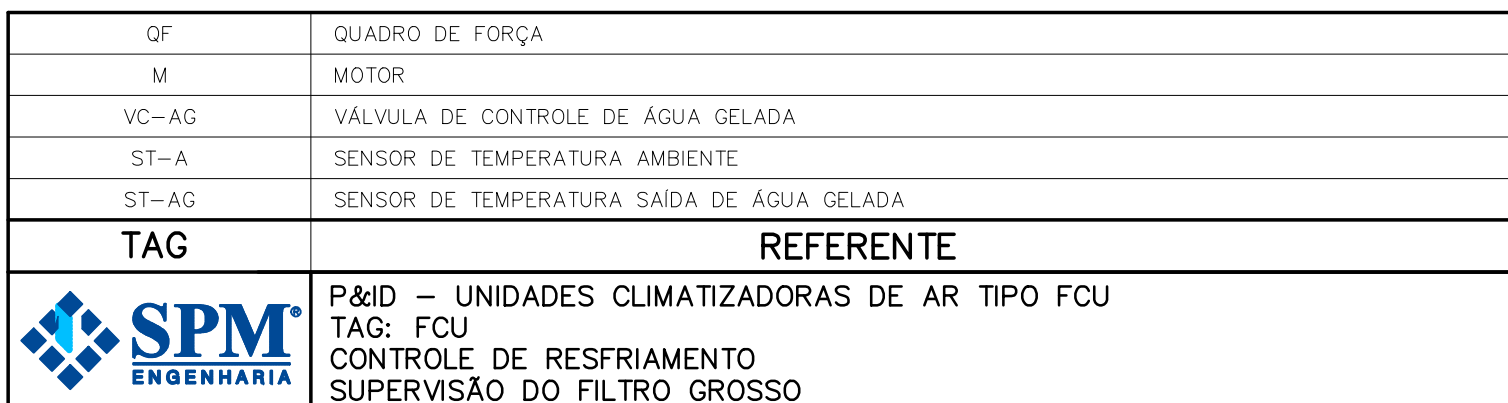 QF QUADRO DE FORÇA
M MOTOR
VC-AG VÁLVULA DE CONTROLE DE ÁGUA GELADA
ST-A SENSOR DE TEMPERATURA AMBIENTE
ST-AG SENSOR DE TEMPERATURA SAÍDA DE ÁGUA GELADA
TAG REFERENTE
SPM®
ENGENHARIA
P&ID - UNIDADES CLIMATIZADORAS DE AR TIPO FCU
TAG: FCU
CONTROLE DE RESFRIAMENTO
SUPERVISÃO DO FILTRO GROSSO